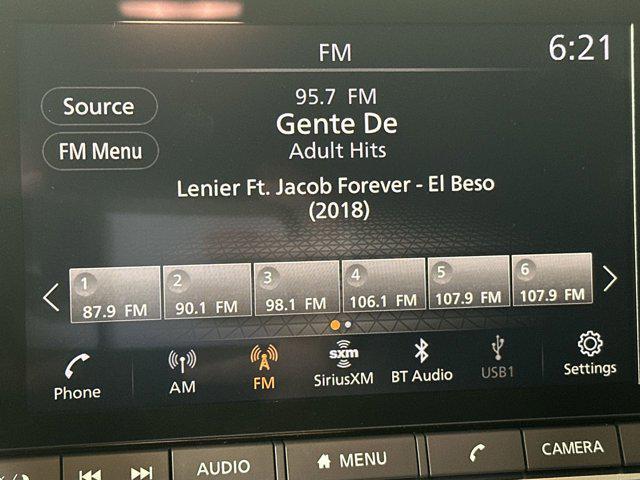 FM
6:21
Source
FM Menu
95.7 FM
Gente De
Adult Hits
Lenier Ft. Jacob Forever - El Beso
(2018)
1
87.9 FM
2
90.1 FM
3
98.1 FM
4
106.1 FM
5
107.9 FM
6
107.9 FM
Phone
AM
FM
sxm
SiriusXM
BT Audio
USB1
Settings
AUDIO
MENU
CAMERA